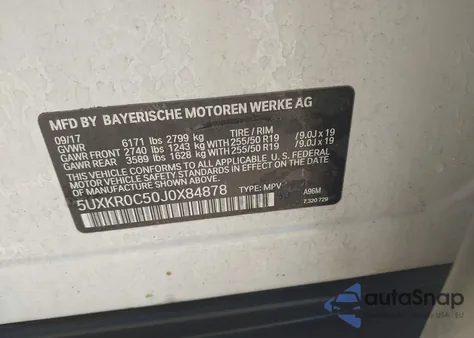 MFD BY BAYERISCHE MOTOREN WERKE AG
09/17 TIRE / RIM
GVWR 6171 lbs 2799 kg
GAWR FRONT 2740 lbs 1243 kg WITH 255/50 R19 /9.0J x 19
GAWR REAR 3589 lbs 1628 kg WITH 255/50 R19 /9.0J x 19
THIS VEHICLE CONFORMS TO ALL APPLICABLE U.S. FEDERAL
MOTOR VEHICLE SAFETY STANDARDS IN EFFECT ON THE
DATE OF MANUFACTURE SHOWN ABOVE.
5UXKR0C50J0X84878 TYPE: MPV A96M
7 320 729
autoSnap